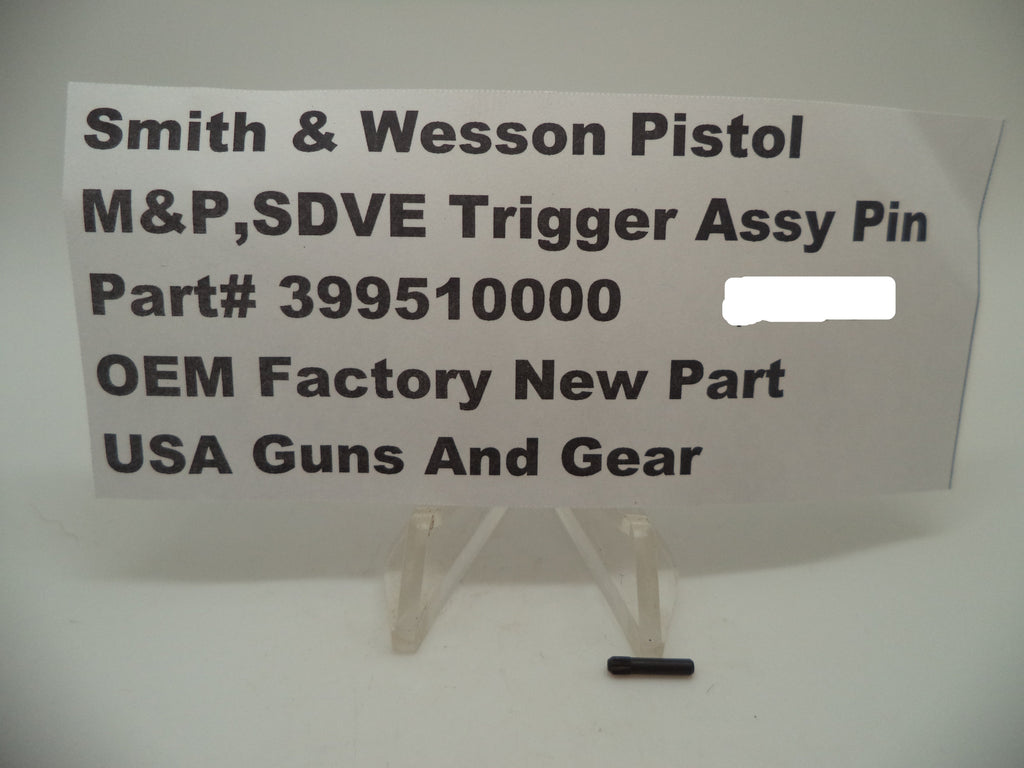 Smith & Wesson Pistol
M&P,SDVE Trigger Assy Pin
Part# 399510000
OEM Factory New Part
USA Guns And Gear